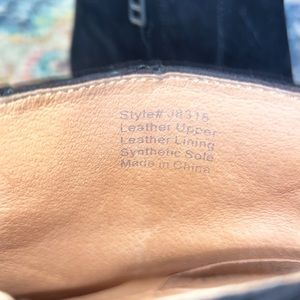 Style# J8315
Leather Upper
Leather Lining
Synthetic Sole
Made in China